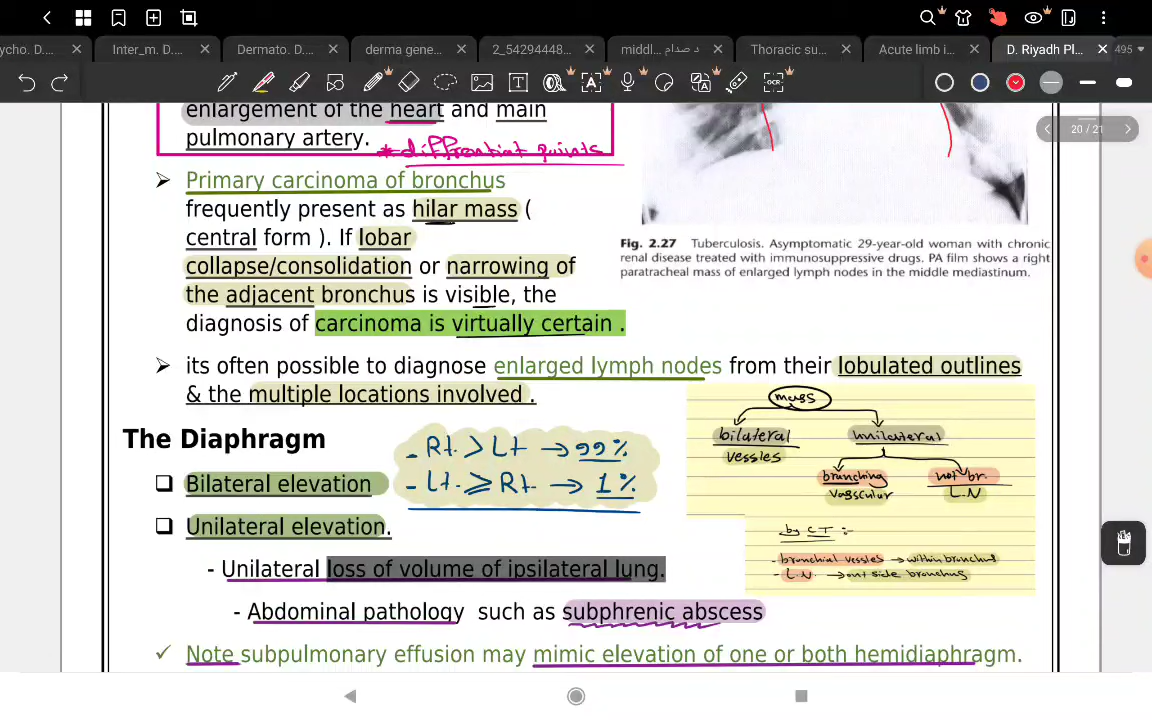 ycho. D....
Inter_m. D....
Dermato. D....
derma gene...
2_54294448...
د صدام .middl...
Thoracic su...
Acute limb i...
D. Riyadh Pl...
495
20 / 21
enlargement of the heart and main
pulmonary artery.
* diffrential points
Primary carcinoma of bronchus
frequently present as hilar mass (
central form ). If lobar
collapse/consolidation or narrowing of
the adjacent bronchus is visible, the
diagnosis of carcinoma is virtually certain .
Fig. 2.27 Tuberculosis. Asymptomatic 29-year-old woman with chronic
renal disease treated with immunosuppressive drugs. PA film shows a right
paratracheal mass of enlarged lymph nodes in the middle mediastinum.
its often possible to diagnose enlarged lymph nodes from their lobulated outlines
& the multiple locations involved .
mass
bilateral
vessles
unilateral
branching
vasscular
not br.
L.N
by CT :-
- bronchial vessles → within bronchus
- L.N. → out side bronchus
The Diaphragm
- Rt. > Lt → 99%
- Lt. ≥ Rt. → 1%
Bilateral elevation
Unilateral elevation.
- Unilateral loss of volume of ipsilateral lung.
- Abdominal pathology such as subphrenic abscess
Note subpulmonary effusion may mimic elevation of one or both hemidiaphragm.